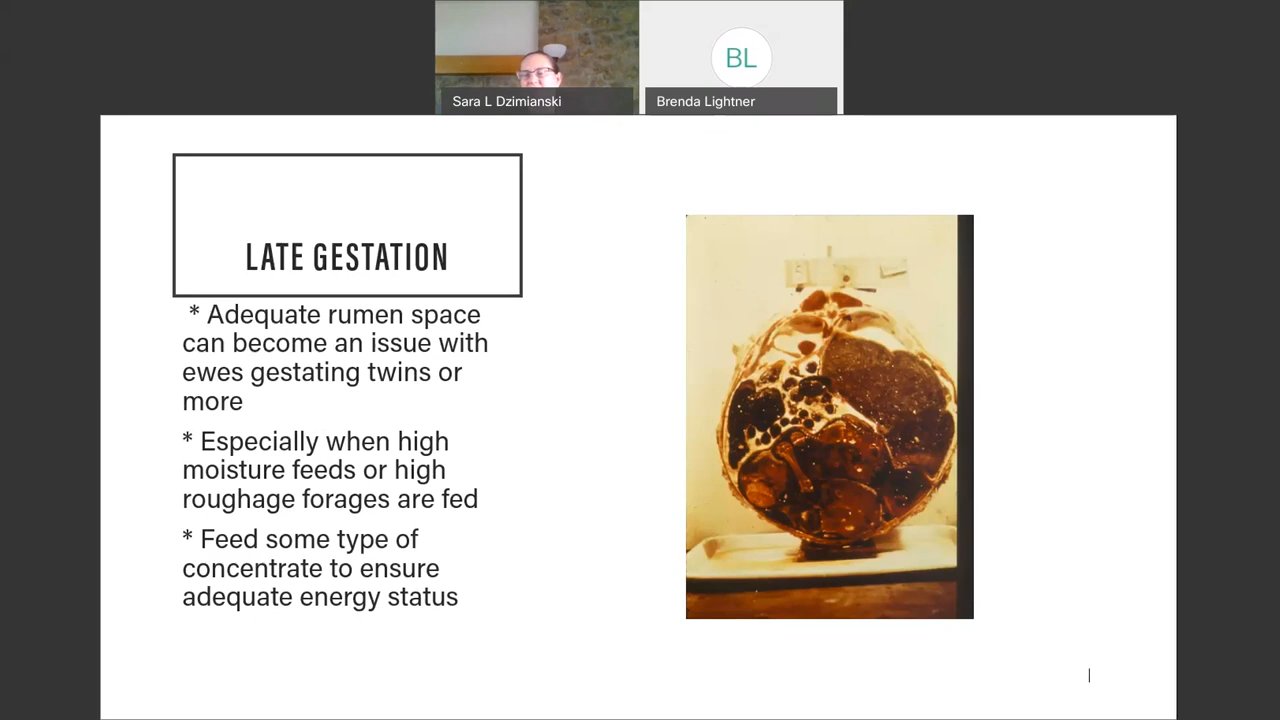 BL
Sara L Dzimianski
Brenda Lightner
LATE GESTATION
* Adequate rumen space
can become an issue with
ewes gestating twins or
more
* Especially when high
moisture feeds or high
roughage forages are fed
* Feed some type of
concentrate to ensure
adequate energy status